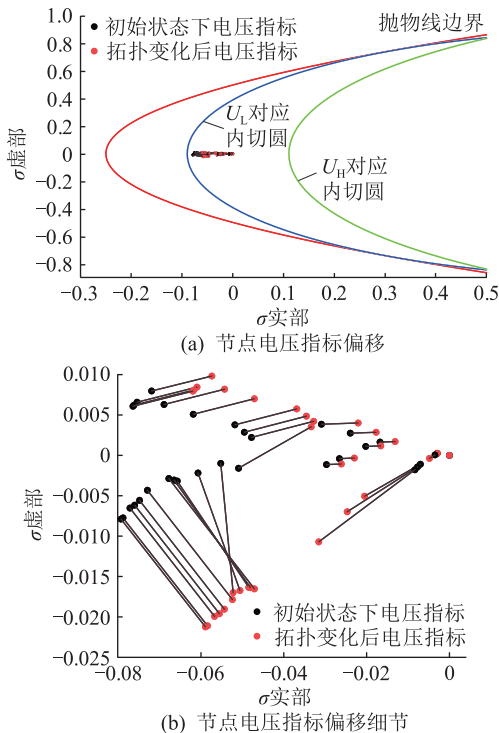 1.0
0.8
0.6
0.4
0.2
0
−0.2
−0.4
−0.6
−0.8
σ虚部
初始状态下电压指标
拓扑变化后电压指标
抛物线边界
U_L对应
内切圆
U_H对应
内切圆
−0.3 −0.2 −0.1 0 0.1 0.2 0.3 0.4 0.5
σ实部
(a) 节点电压指标偏移
0.010
0.005
0
−0.005
−0.010
−0.015
−0.020
−0.025
σ虚部
初始状态下电压指标
拓扑变化后电压指标
−0.08 −0.06 −0.04 −0.02 0
σ实部
(b) 节点电压指标偏移细节